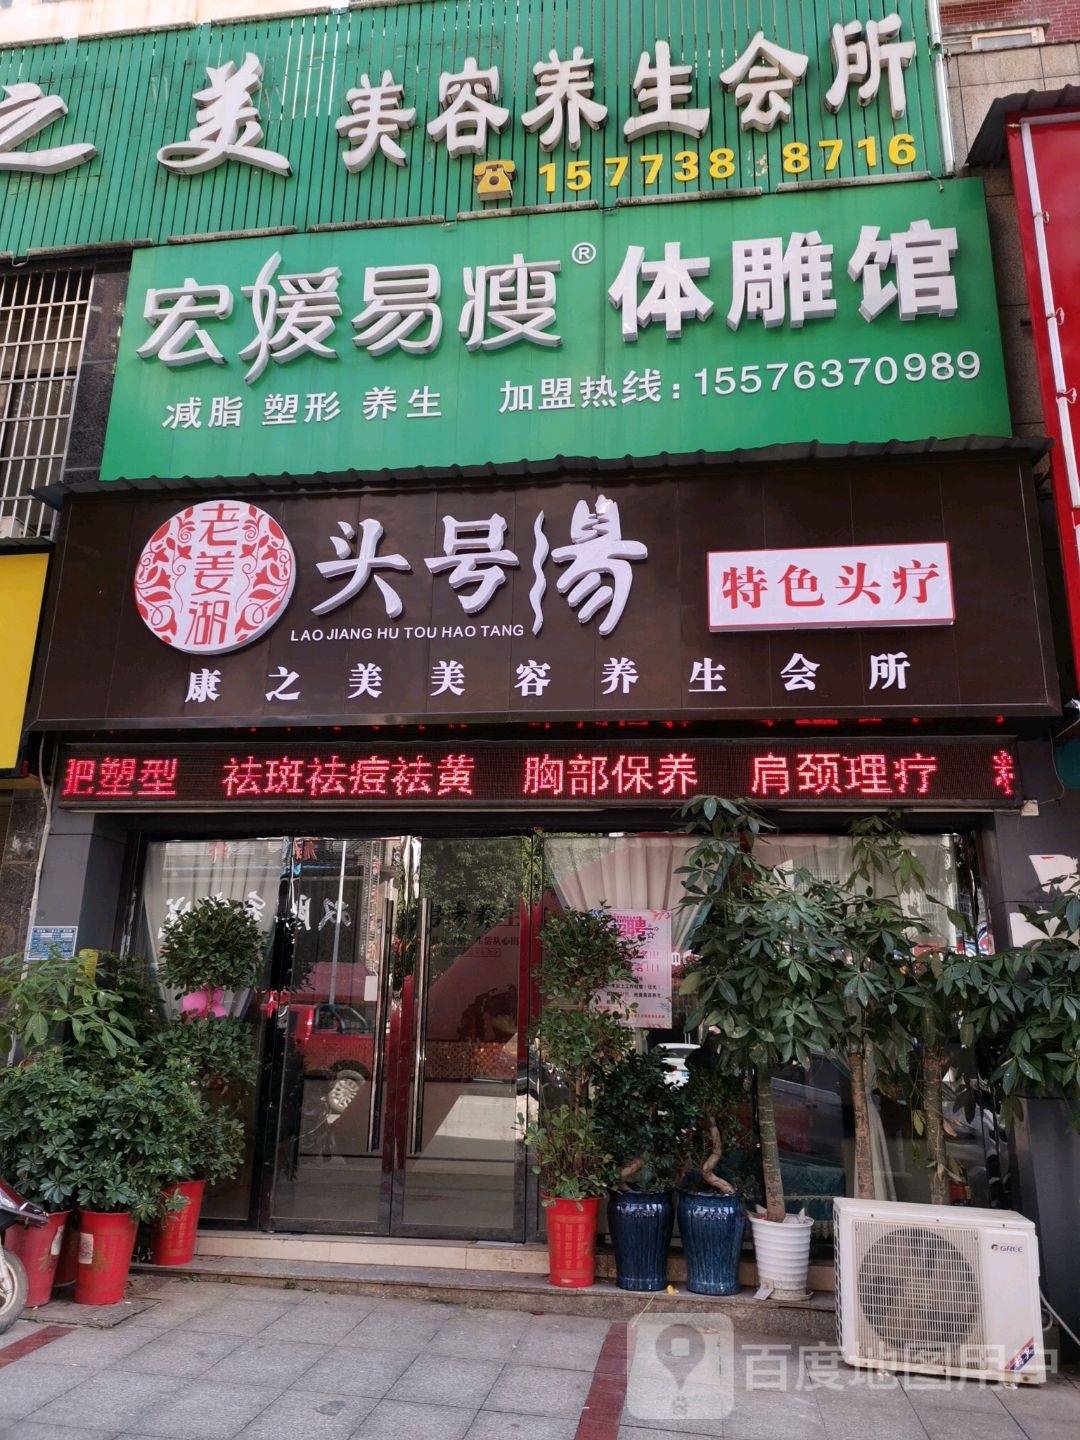 之美 美容养生会所
157738 8716
宏媛易瘦® 体雕馆
减脂 塑形 养生 加盟热线：15576370989
老姜湖 头号湯 特色头疗
LAO JIANG HU TOU HAO TANG
康之美美容养生会所
肥塑型 祛斑祛痘祛黄 胸部保养 肩颈理疗
聘
GREE
百度地图用户